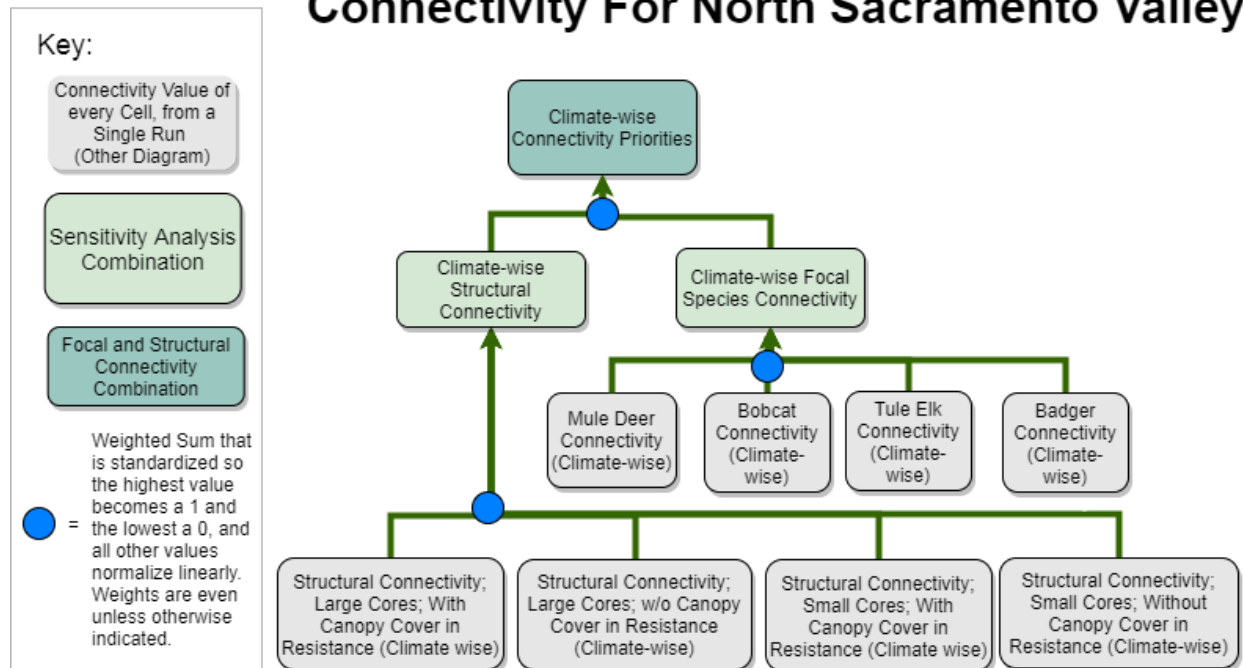 Connectivity For North Sacramento Valley
Key:
Connectivity Value of
every Cell, from a
Single Run
(Other Diagram)
Sensitivity Analysis
Combination
Focal and Structural
Connectivity
Combination
=
Weighted Sum that
is standardized so
the highest value
becomes a 1 and
the lowest a 0, and
all other values
normalize linearly.
Weights are even
unless otherwise
indicated.
Climate-wise
Connectivity Priorities
Climate-wise
Structural
Connectivity
Climate-wise Focal
Species Connectivity
Mule Deer
Connectivity
(Climate-wise)
Bobcat
Connectivity
(Climate-
wise)
Tule Elk
Connectivity
(Climate-
wise)
Badger
Connectivity
(Climate-
wise)
Structural Connectivity;
Large Cores; With
Canopy Cover in
Resistance (Climate wise)
Structural Connectivity;
Large Cores; w/o Canopy
Cover in Resistance
(Climate-wise)
Structural Connectivity;
Small Cores; With
Canopy Cover in
Resistance (Climate wise)
Structural Connectivity;
Small Cores; Without
Canopy Cover in
Resistance (Climate-wise)